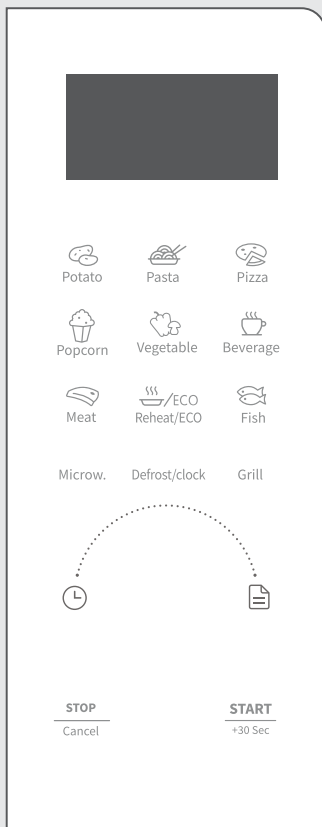 Potato Pasta Pizza
Popcorn Vegetable Beverage
/ECO
Meat Reheat/ECO Fish
Microw. Defrost/clock Grill
STOP START
Cancel +30 Sec